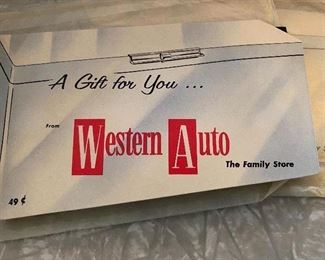 A Gift for You ...
From
Western Auto
The Family Store
49 ¢